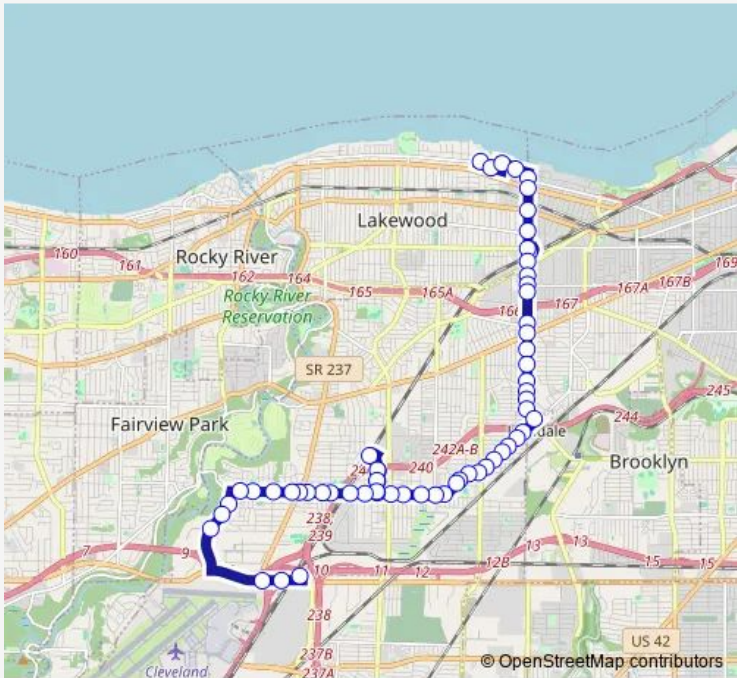 Lakewood
Rocky River
160
161
162
164
169
Rocky River
Reservation
165
165A
167A
167B
166
167
SR 237
Fairview Park
245
244
242A-B
240
Brooklyn
238,
239
7
9
10
11
12
12B
13
13
15
15
238
US 42
237A
237B
Cleveland
© OpenStreetMap contributors